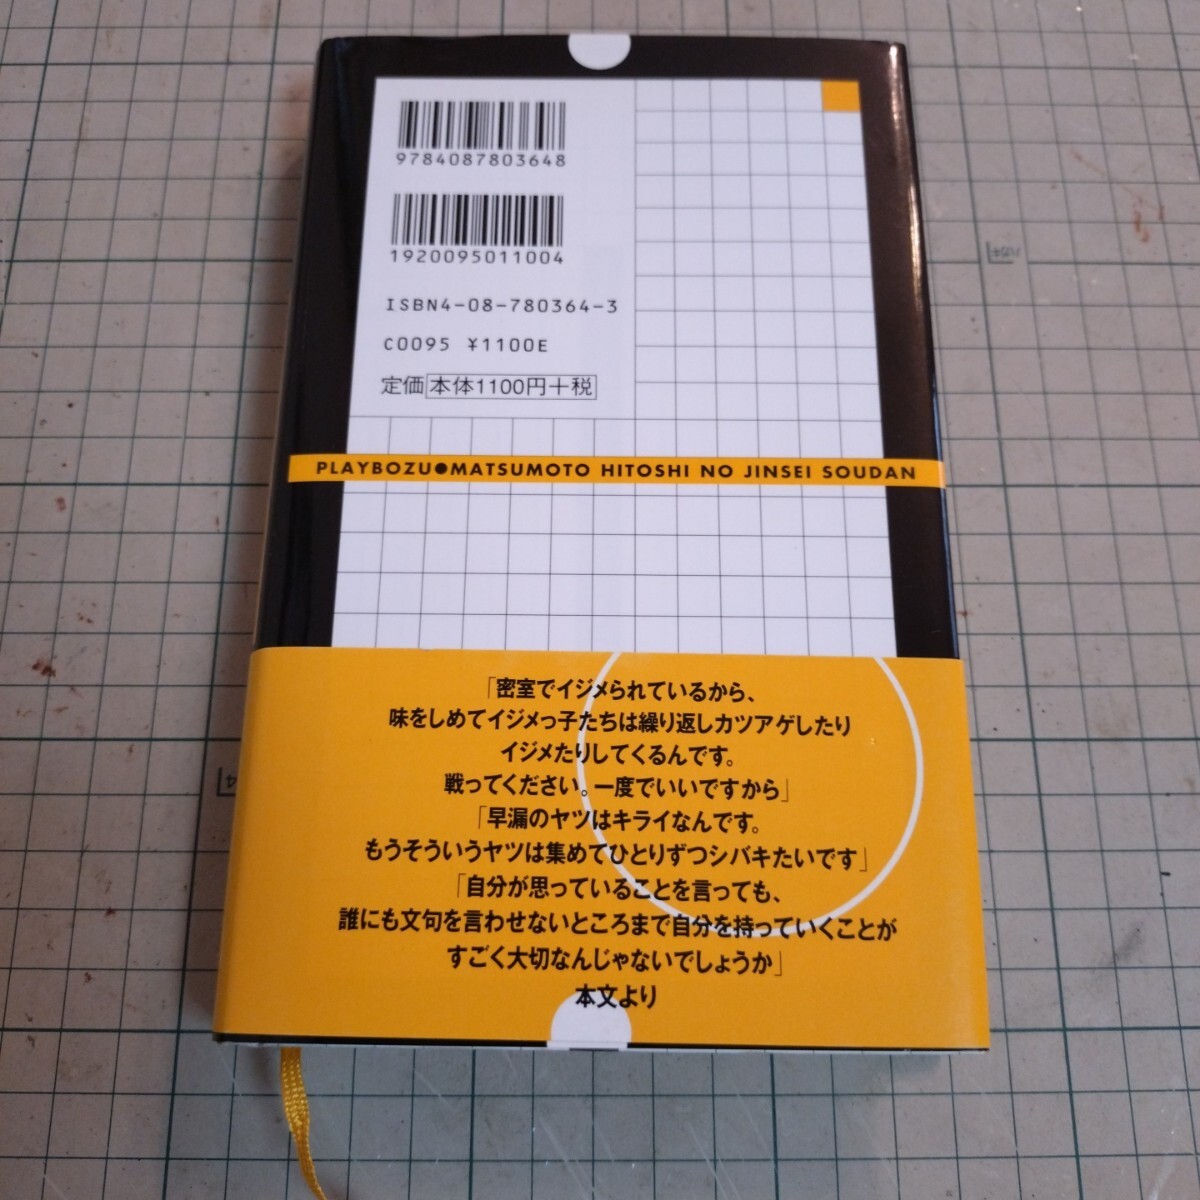 9784087803648
1920095011004
ISBN4-08-780364-3
C0095 ¥1100E
定価 本体1100円+税
PLAYBOZU●MATSUMOTO HITOSHI NO JINSEI SOUDAN
「密室でイジメられているから、
味をしめてイジメっ子たちは繰り返しカツアゲしたり
イジメたりしてくるんです。
戦ってください。一度でいいですから」
「早漏のヤツはキライなんです。
もうそういうヤツは集めてひとりずつシバキたいです」
「自分が思っていることを言っても、
誰にも文句を言わせないところまで自分を持っていくことが
すごく大切なんじゃないでしょうか」
本文より